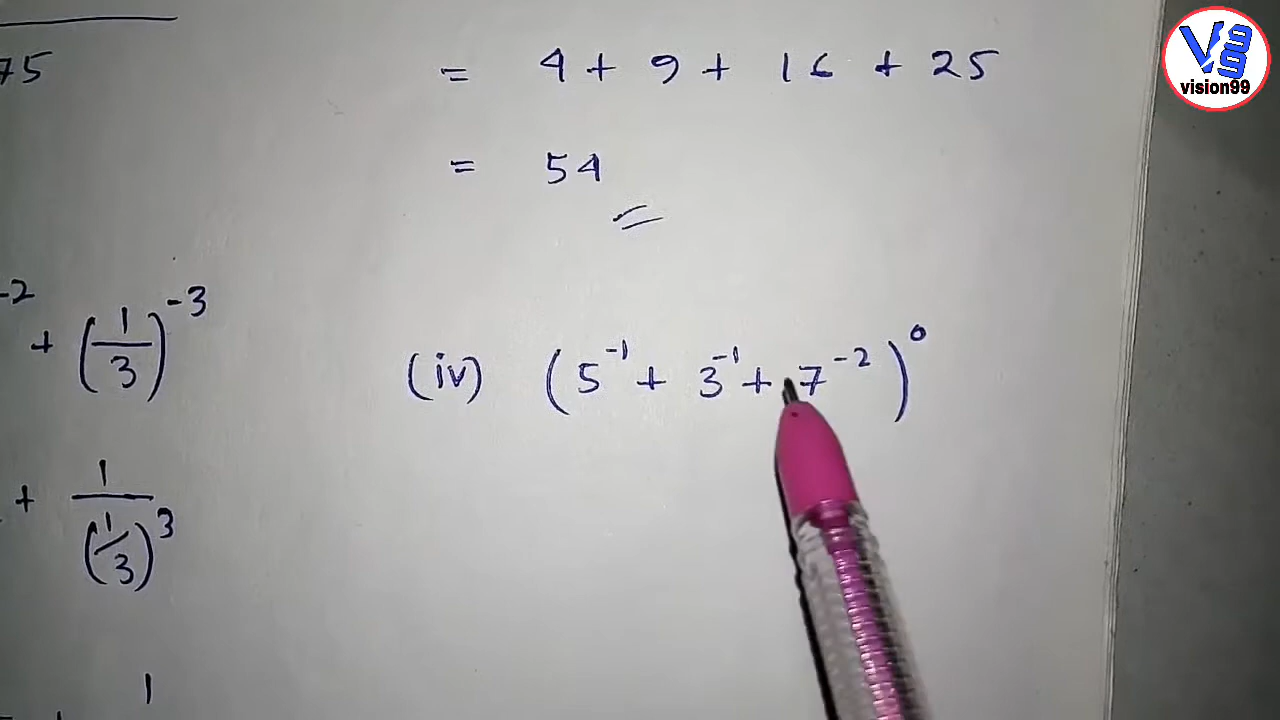 75
= 4 + 9 + 16 + 25
= 54
-2 + (1/3)^-3
(iv) (5^-1 + 3^-1 + 7^-2)^0
+ 1/(1/3)^3
1
V99
vision99